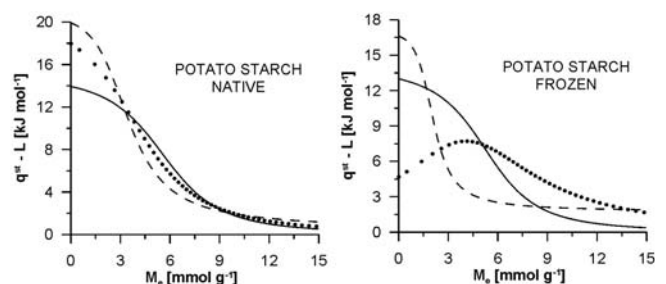 20
16
12
8
4
0
q^st - L [kJ mol^-1]
POTATO STARCH
NATIVE
0 3 6 9 12 15
M_e [mmol g^-1]
18
15
12
9
6
3
0
q^st - L [kJ mol^-1]
POTATO STARCH
FROZEN
0 3 6 9 12 15
M_e [mmol g^-1]